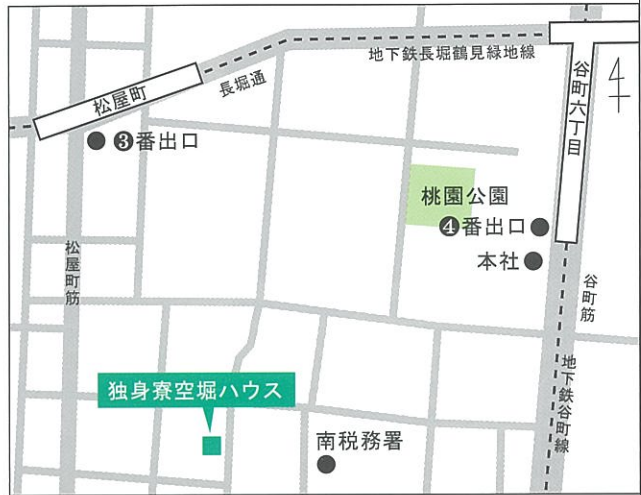 地下鉄長堀鶴見緑地線
長堀通
松屋町
谷町六丁目
❸番出口
桃園公園
❹番出口
本社
松屋町筋
谷町筋
地下鉄谷町線
独身寮空堀ハウス
南税務署